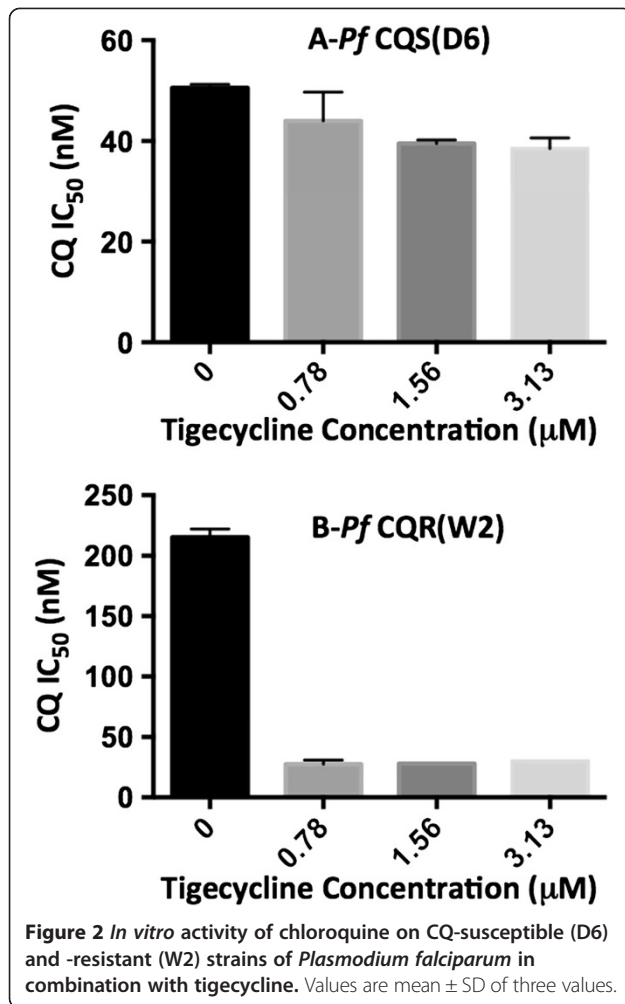 A-Pf CQS(D6)
CQ IC50 (nM)
60
40
20
0
0
0.78
1.56
3.13
Tigecycline Concentration (μM)
B-Pf CQR(W2)
CQ IC50 (nM)
250
200
150
100
50
0
0
0.78
1.56
3.13
Tigecycline Concentration (μM)
Figure 2 In vitro activity of chloroquine on CQ-susceptible (D6)
and -resistant (W2) strains of Plasmodium falciparum in
combination with tigecycline. Values are mean ± SD of three values.